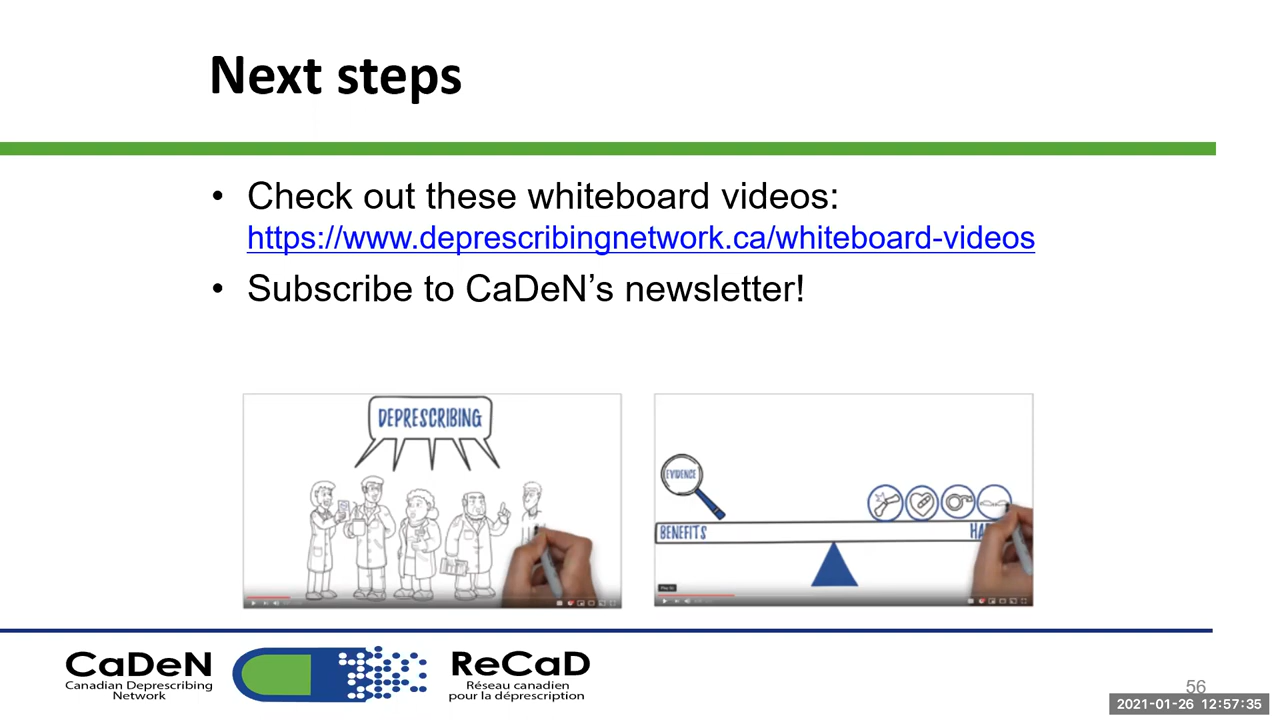 Next steps
• Check out these whiteboard videos:
https://www.deprescribingnetwork.ca/whiteboard-videos
• Subscribe to CaDeN’s newsletter!
DEPRESCRIBING
EVIDENCE
BENEFITS
HA
CaDeN
Canadian Deprescribing
Network
ReCaD
Réseau canadien
pour la déprescription
56
2021-01-26 12:57:35